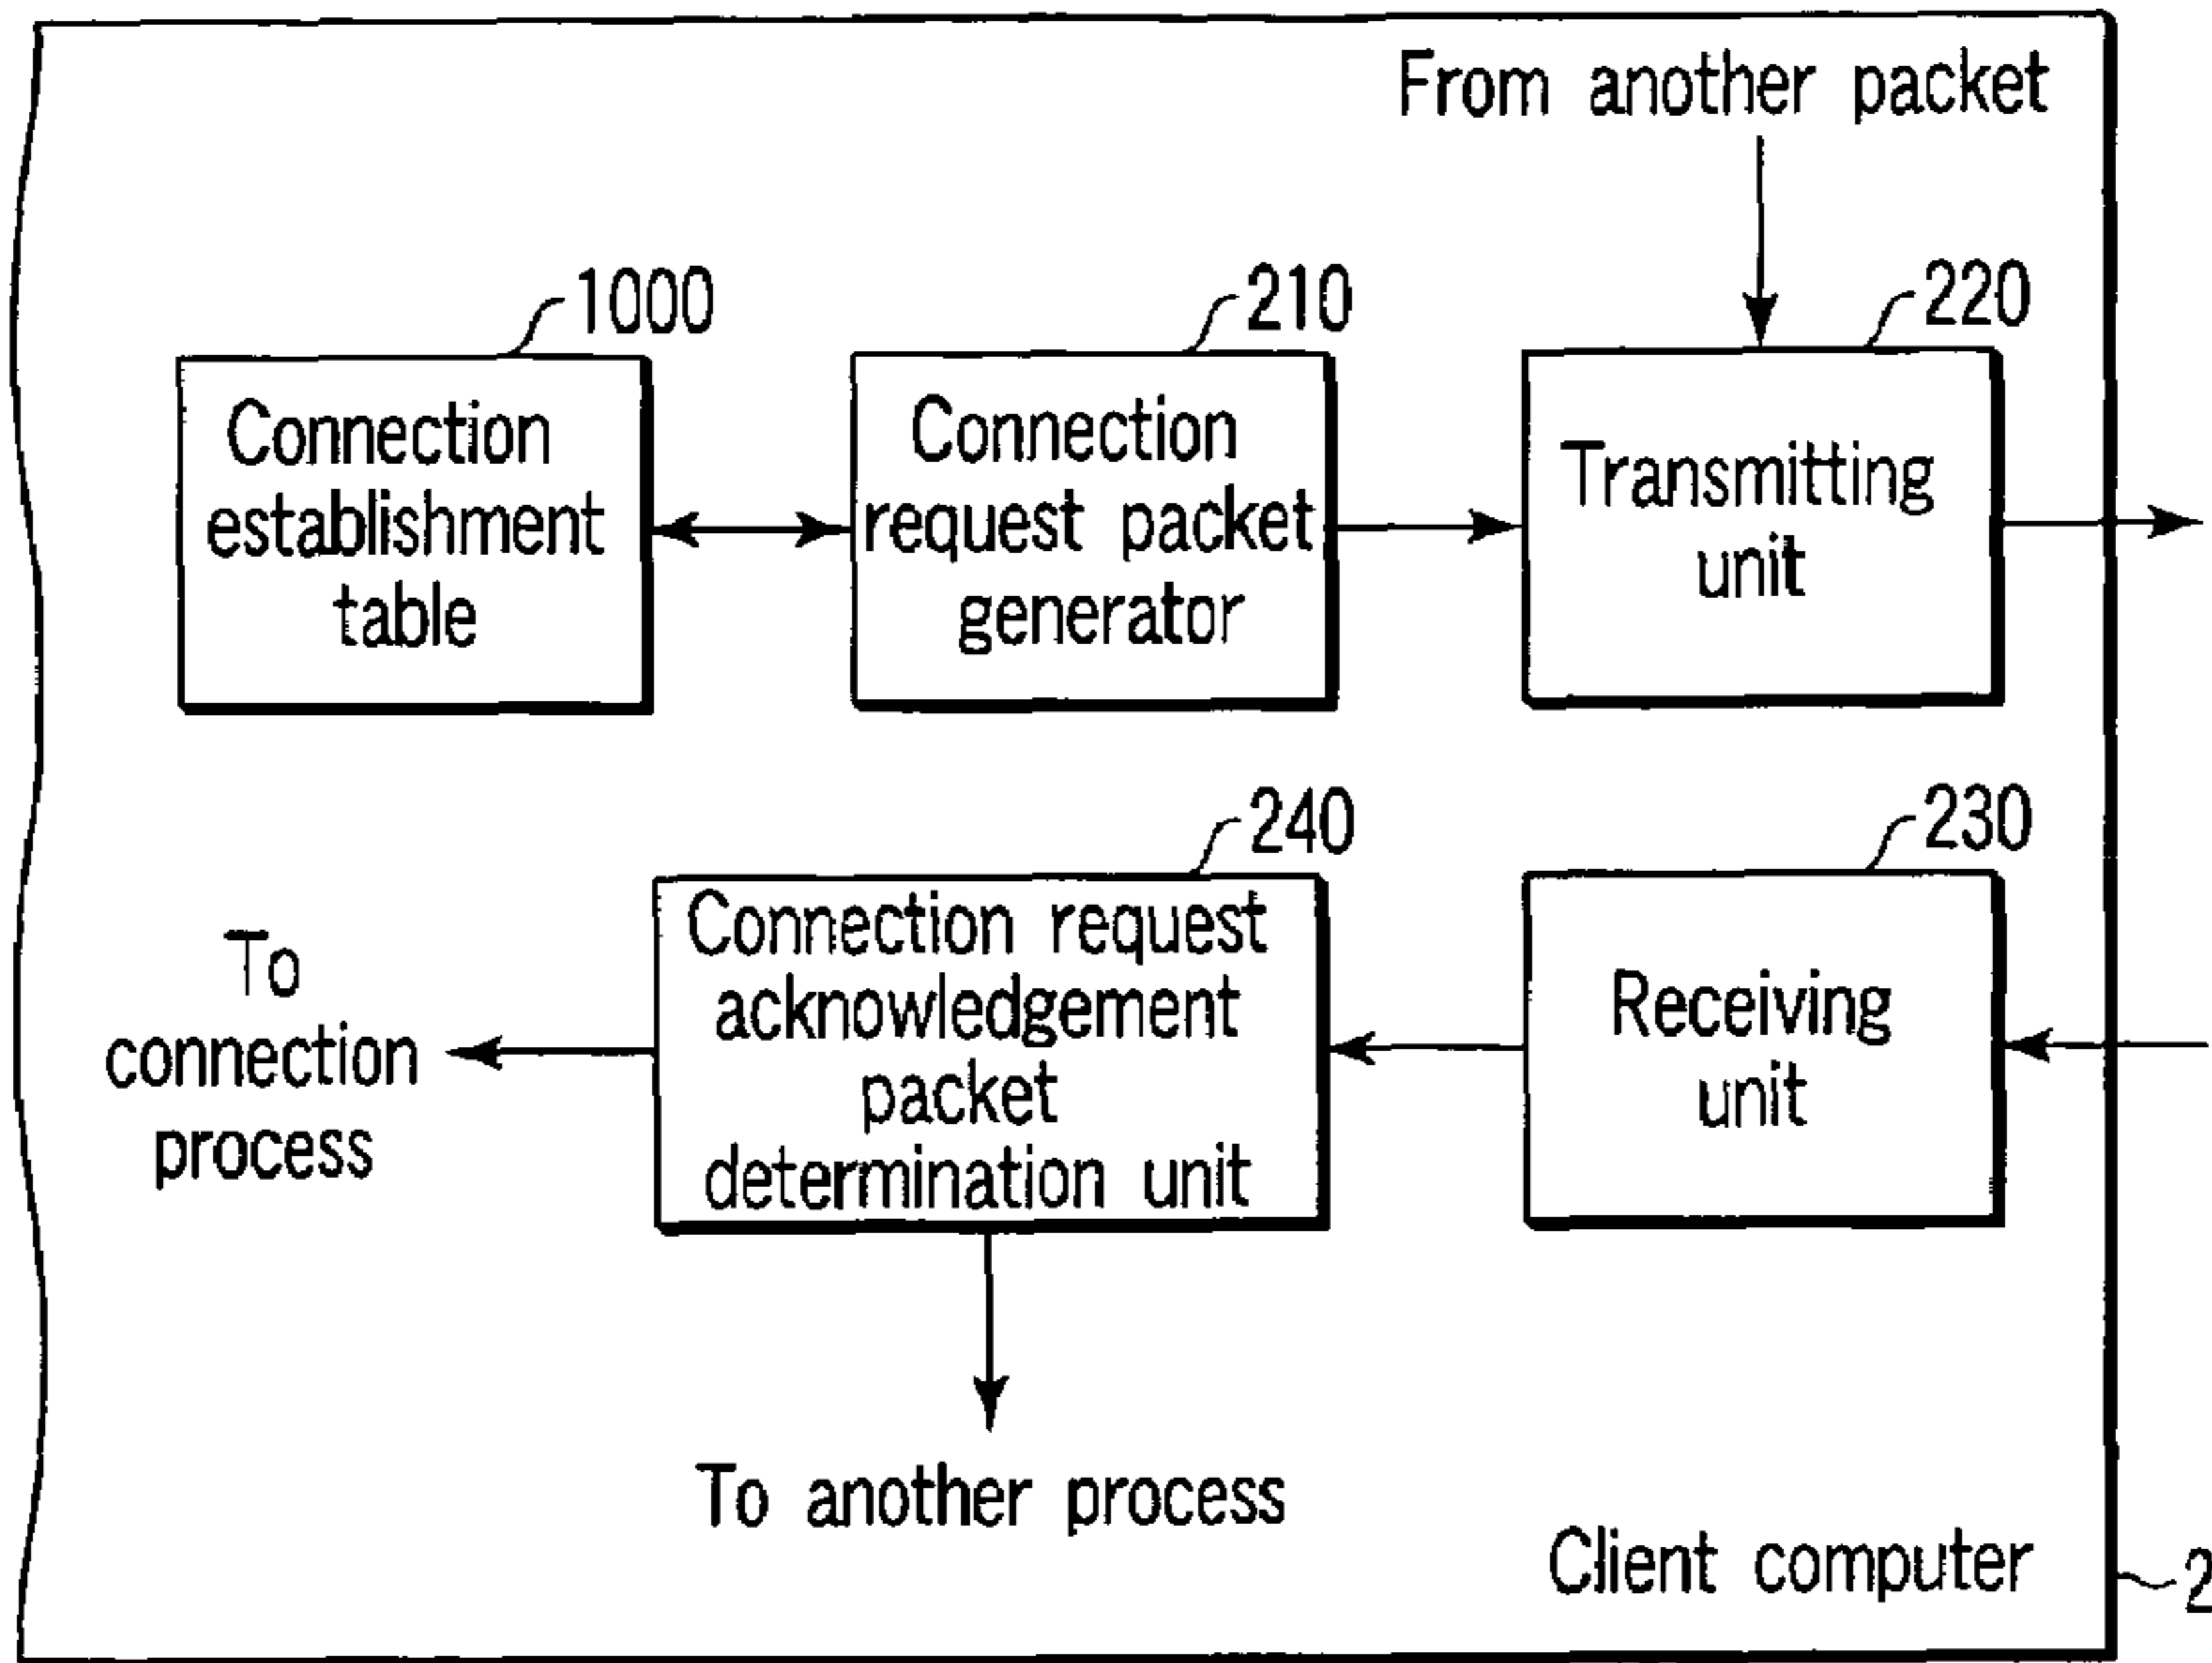 From another packet
1000
210
220
Connection
establishment
table
Connection
request packet
generator
Transmitting
unit
240
230
To
connection
process
Connection request
acknowledgement
packet
determination unit
Receiving
unit
To another process
Client computer
2